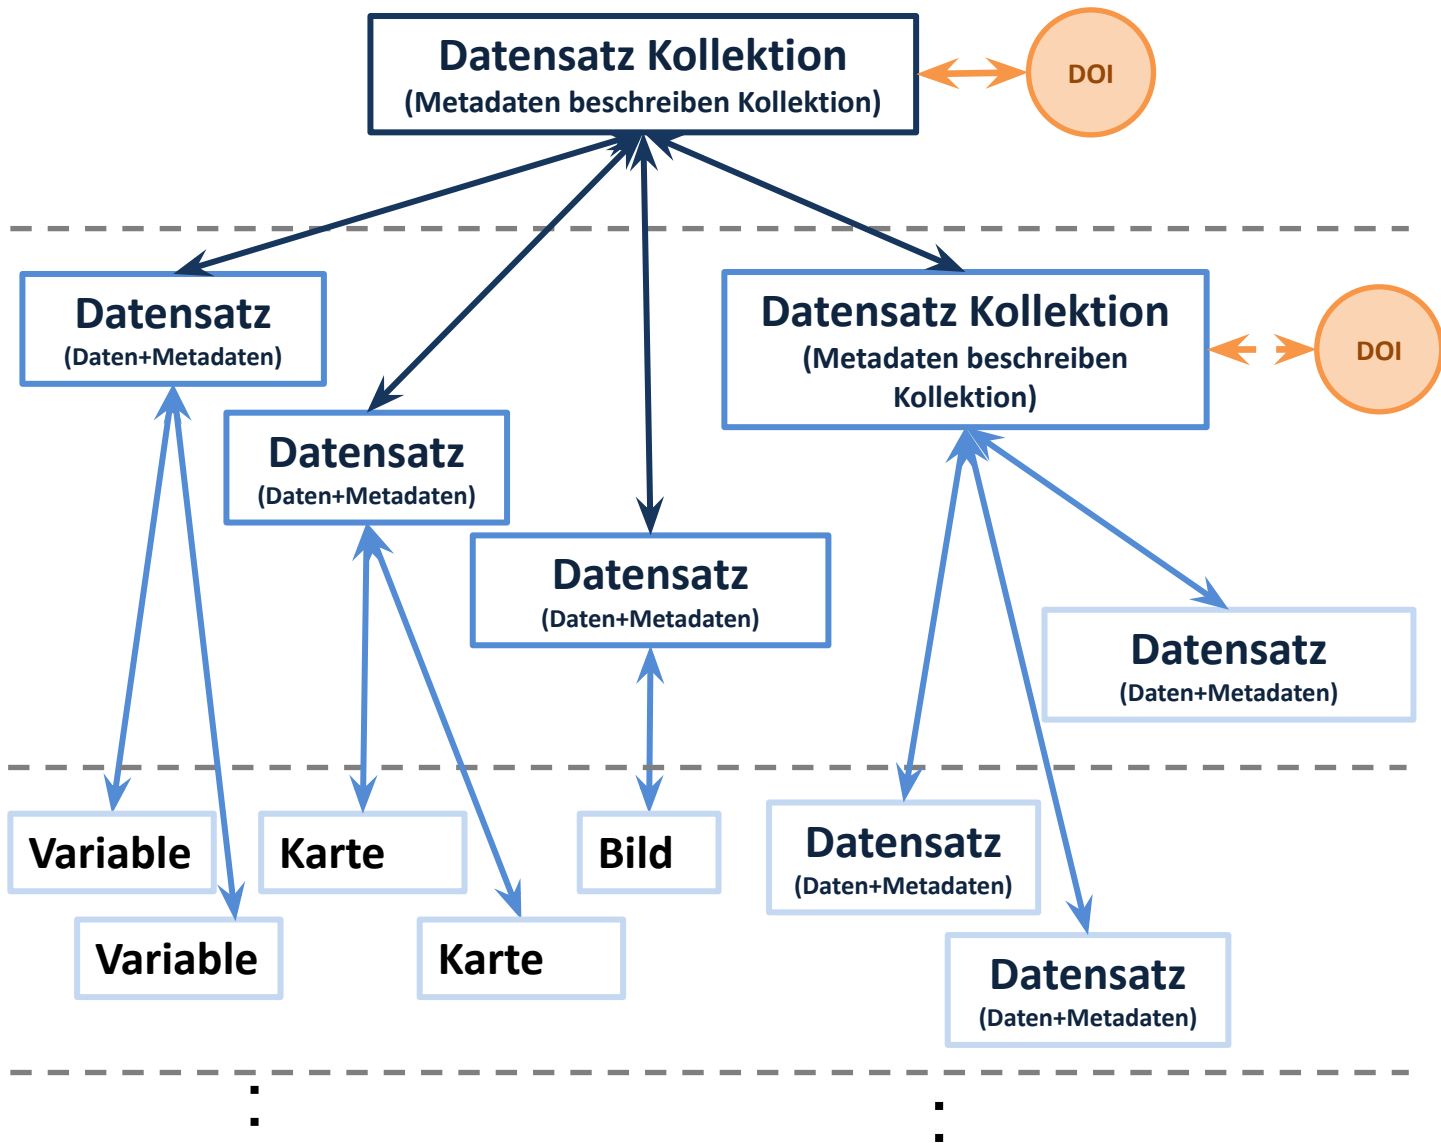 Datensatz Kollektion
(Metadaten beschreiben Kollektion)
DOI
Datensatz
(Daten+Metadaten)
Datensatz Kollektion
(Metadaten beschreiben
Kollektion)
DOI
Datensatz
(Daten+Metadaten)
Datensatz
(Daten+Metadaten)
Datensatz
(Daten+Metadaten)
Variable
Karte
Bild
Datensatz
(Daten+Metadaten)
Variable
Karte
Datensatz
(Daten+Metadaten)